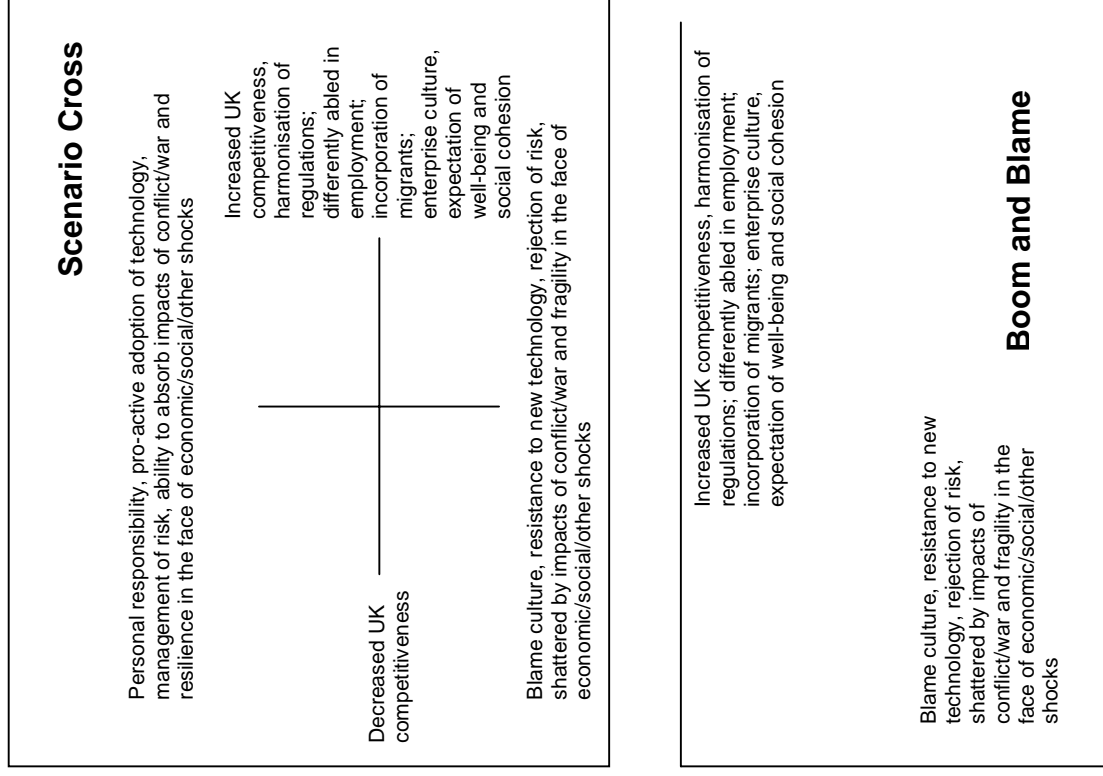 Scenario Cross
Personal responsibility, pro-active adoption of technology,
management of risk, ability to absorb impacts of conflict/war and
resilience in the face of economic/social/other shocks
Decreased UK
competitiveness
Increased UK
competitiveness,
harmonisation of
regulations;
differently abled in
employment;
incorporation of
migrants;
enterprise culture,
expectation of
well-being and
social cohesion
Blame culture, resistance to new technology, rejection of risk,
shattered by impacts of conflict/war and fragility in the face of
economic/social/other shocks
Increased UK competitiveness, harmonisation of
regulations; differently abled in employment;
incorporation of migrants; enterprise culture,
expectation of well-being and social cohesion
Blame culture, resistance to new
technology, rejection of risk,
shattered by impacts of
conflict/war and fragility in the
face of economic/social/other
shocks
Boom and Blame